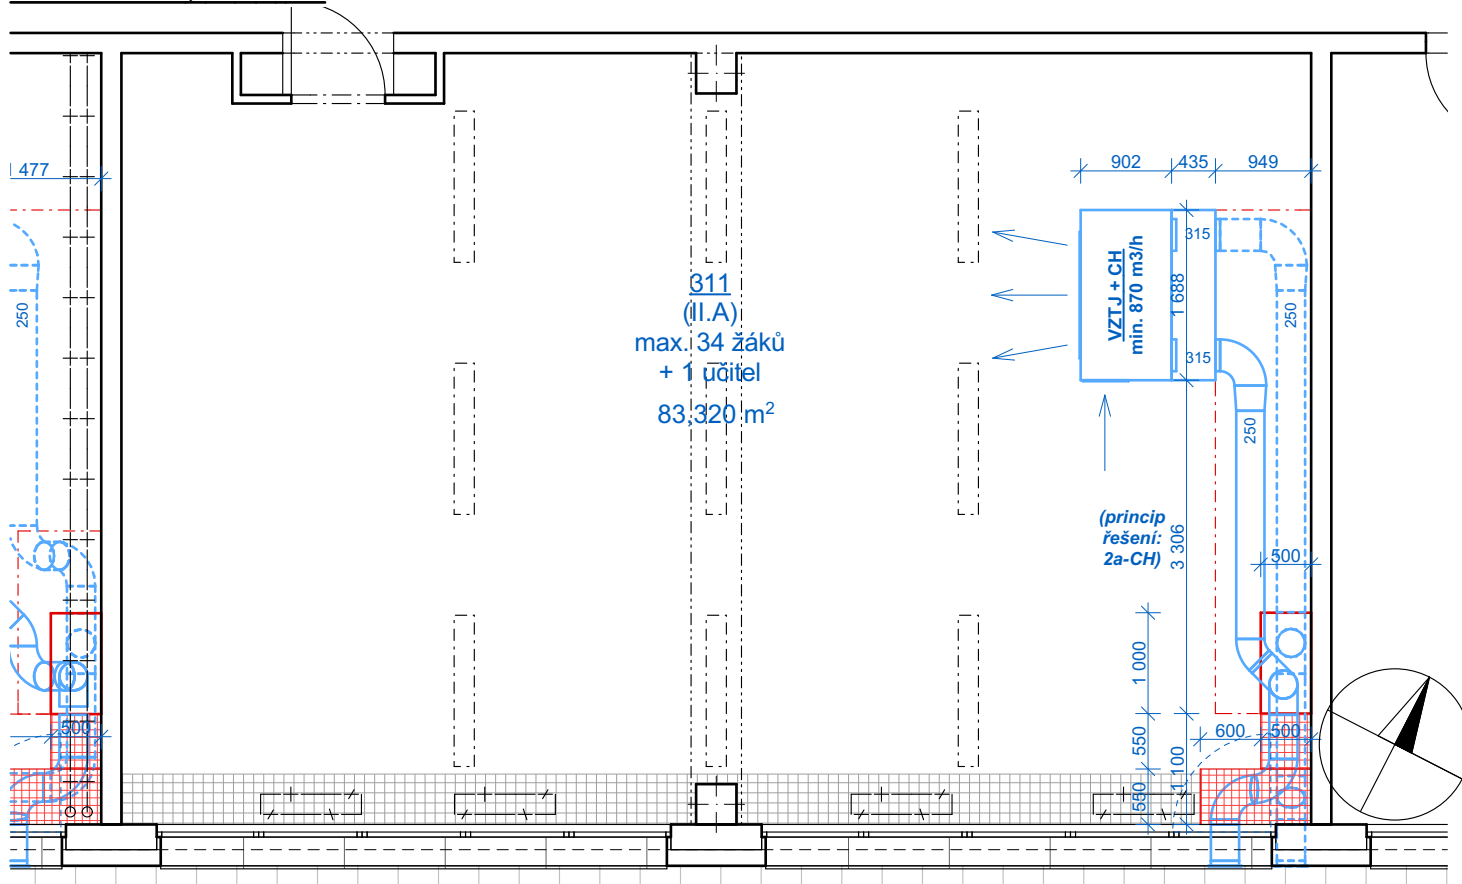 1 477
902
435
949
315
VZTJ + CH
min. 870 m3/h
1 688
315
250
250
250
311
(II.A)
max. 34 žáků
+ 1 učitel
83,320 m²
(princip
řešení:
2a-CH)
3 306
500
1 000
550
550
1 100
600
500
500